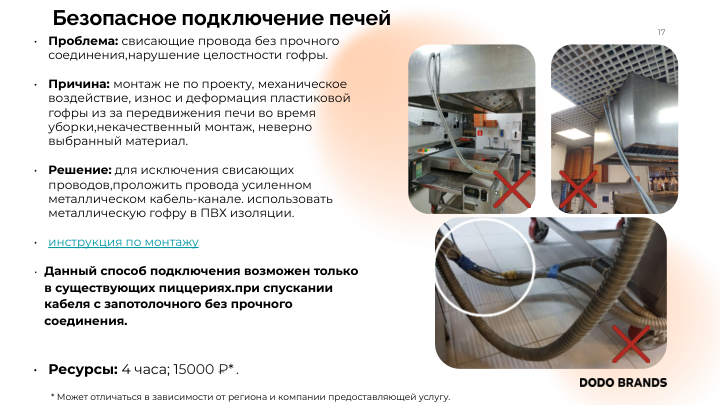 Безопасное подключение печей
17
· Проблема: свисающие провода без прочного
соединения,нарушение целостности гофры.
· Причина: монтаж не по проекту, механическое
воздействие, износ и деформация пластиковой
гофры из за передвижения печи во время
уборки,некачественный монтаж, неверно
выбранный материал.
· Решение: для исключения свисающих
проводов,проложить провода усиленном
металлическом кабель-канале. использовать
металлическую гофру в ПВХ изоляции.
· инструкция по монтажу
· Данный способ подключения возможен только
в существующих пиццериях.при спускании
кабеля с запотолочного без прочного
соединения.
· Ресурсы: 4 часа; 15000 ₽* .
DODO BRANDS
* Может отличаться в зависимости от региона и компании предоставляющей услугу.